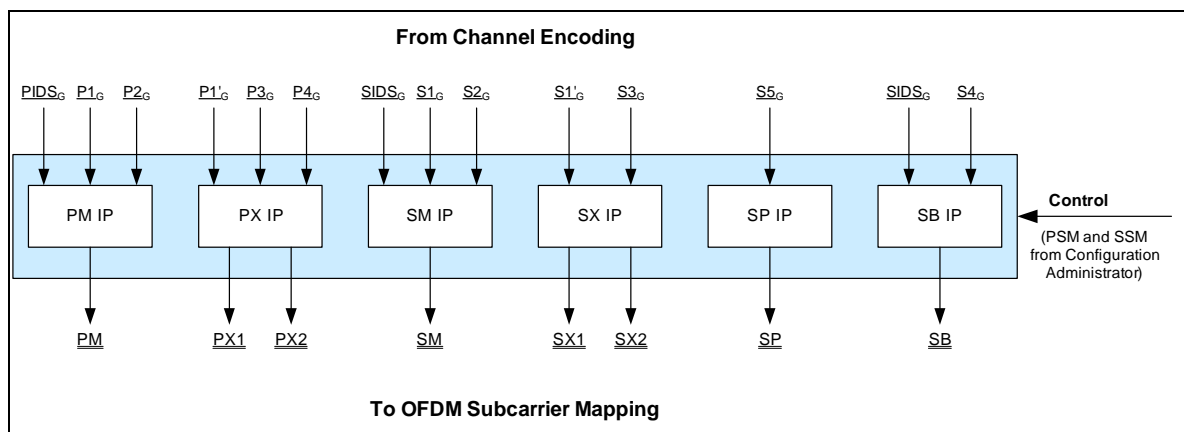 From Channel Encoding
PIDSG P1G P2G P1'G P3G P4G SIDSG S1G S2G S1'G S3G S5G SIDSG S4G
PM IP PX IP SM IP SX IP SP IP SB IP
Control
(PSM and SSM
from Configuration
Administrator)
PM PX1 PX2 SM SX1 SX2 SP SB
To OFDM Subcarrier Mapping